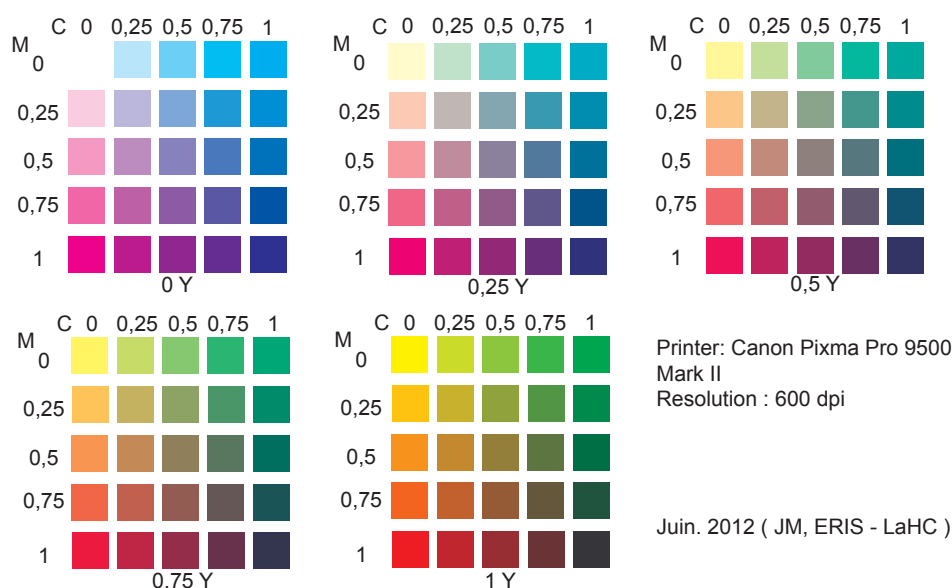 C 0 0,25 0,5 0,75 1
M
0
0,25
0,5
0,75
1
0 Y
C 0 0,25 0,5 0,75 1
M
0
0,25
0,5
0,75
1
0,25 Y
C 0 0,25 0,5 0,75 1
M
0
0,25
0,5
0,75
1
0,5 Y
C 0 0,25 0,5 0,75 1
M
0
0,25
0,5
0,75
1
0,75 Y
C 0 0,25 0,5 0,75 1
M
0
0,25
0,5
0,75
1
1 Y
Printer: Canon Pixma Pro 9500
Mark II
Resolution : 600 dpi
Juin. 2012 ( JM, ERIS - LaHC )